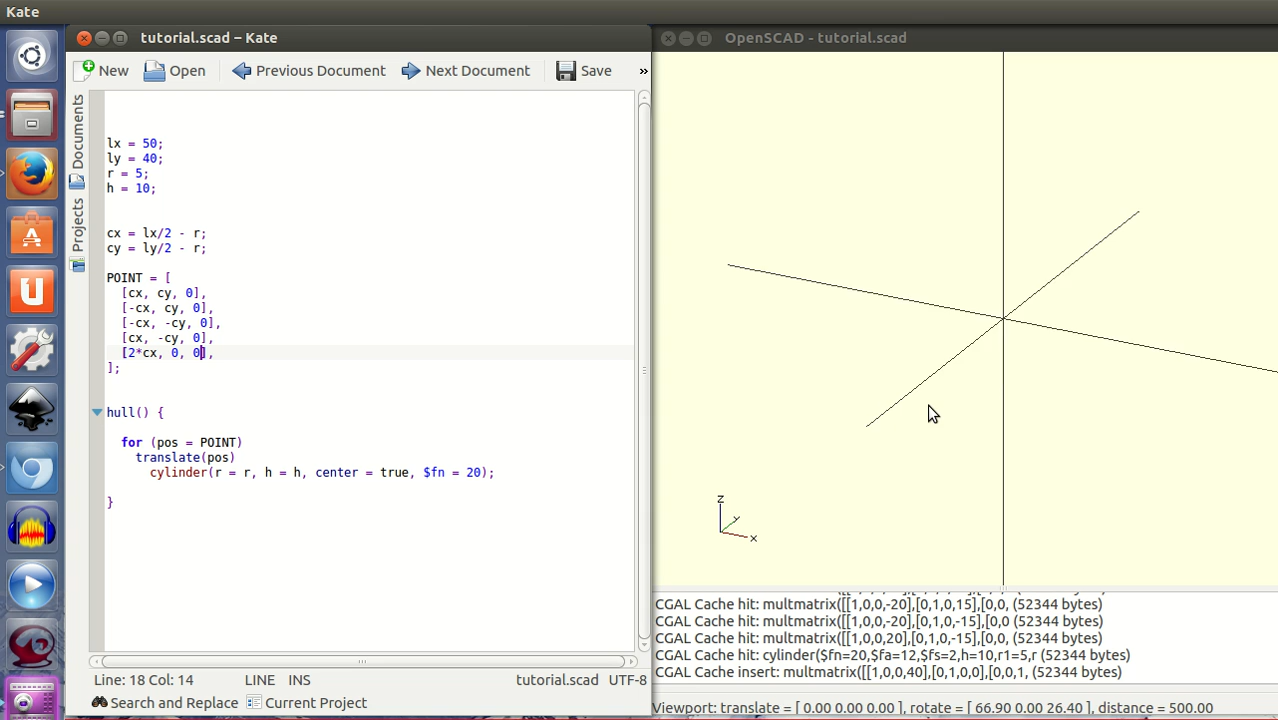 Kate
tutorial.scad – Kate
New
Open
Previous Document
Next Document
Save
»
Documents
Projects
lx = 50;
ly = 40;
r = 5;
h = 10;
cx = lx/2 - r;
cy = ly/2 - r;
POINT = [
[cx, cy, 0],
[-cx, cy, 0],
[-cx, -cy, 0],
[cx, -cy, 0],
[2*cx, 0, 0],
];
hull() {
for (pos = POINT)
translate(pos)
cylinder(r = r, h = h, center = true, $fn = 20);
}
Line: 18 Col: 14
LINE
INS
tutorial.scad
UTF-8
Search and Replace
Current Project
OpenSCAD - tutorial.scad
z
y
x
CGAL Cache hit: multmatrix([[1,0,0,-20],[0,1,0,15],[0,0, (52344 bytes)
CGAL Cache hit: multmatrix([[1,0,0,-20],[0,1,0,-15],[0,0 (52344 bytes)
CGAL Cache hit: multmatrix([[1,0,0,20],[0,1,0,-15],[0,0, (52344 bytes)
CGAL Cache hit: cylinder($fn=20,$fa=12,$fs=2,h=10,r1=5,r (52344 bytes)
CGAL Cache insert: multmatrix([[1,0,0,40],[0,1,0,0],[0,0,1, (52344 bytes)
Viewport: translate = [ 0.00 0.00 0.00 ], rotate = [ 66.90 0.00 26.40 ], distance = 500.00